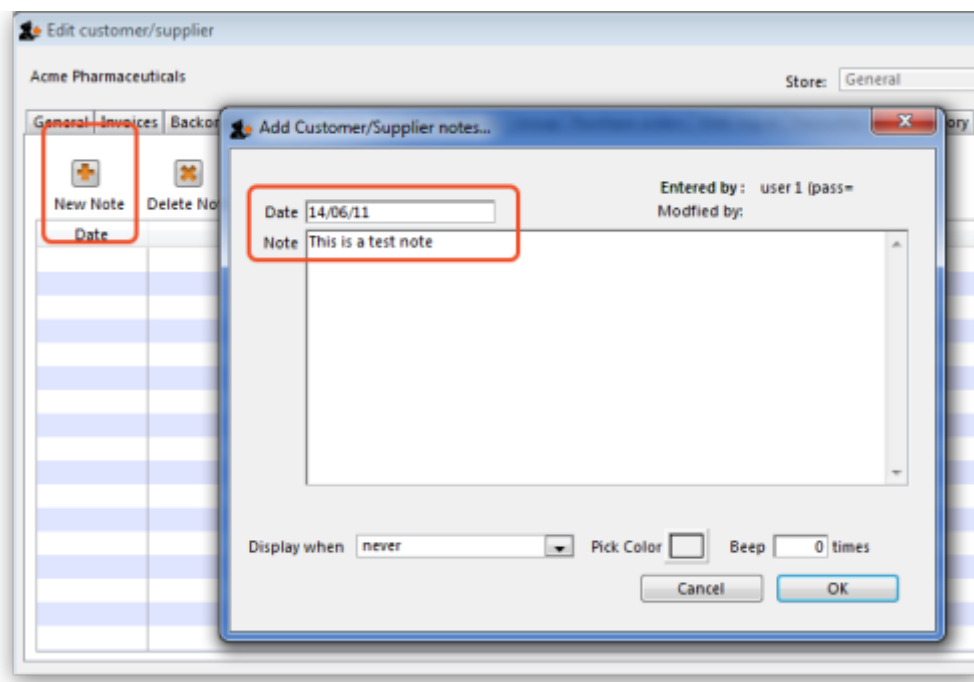 Edit customer/supplier
Acme Pharmaceuticals
Store: General
General Invoices
New Note Delete
Date
Add Customer/Supplier notes...
Entered by: user 1 (pass=
Modfied by:
Date 14/06/11
Note This is a test note
Display when never Pick Color Beep 0 times
Cancel OK